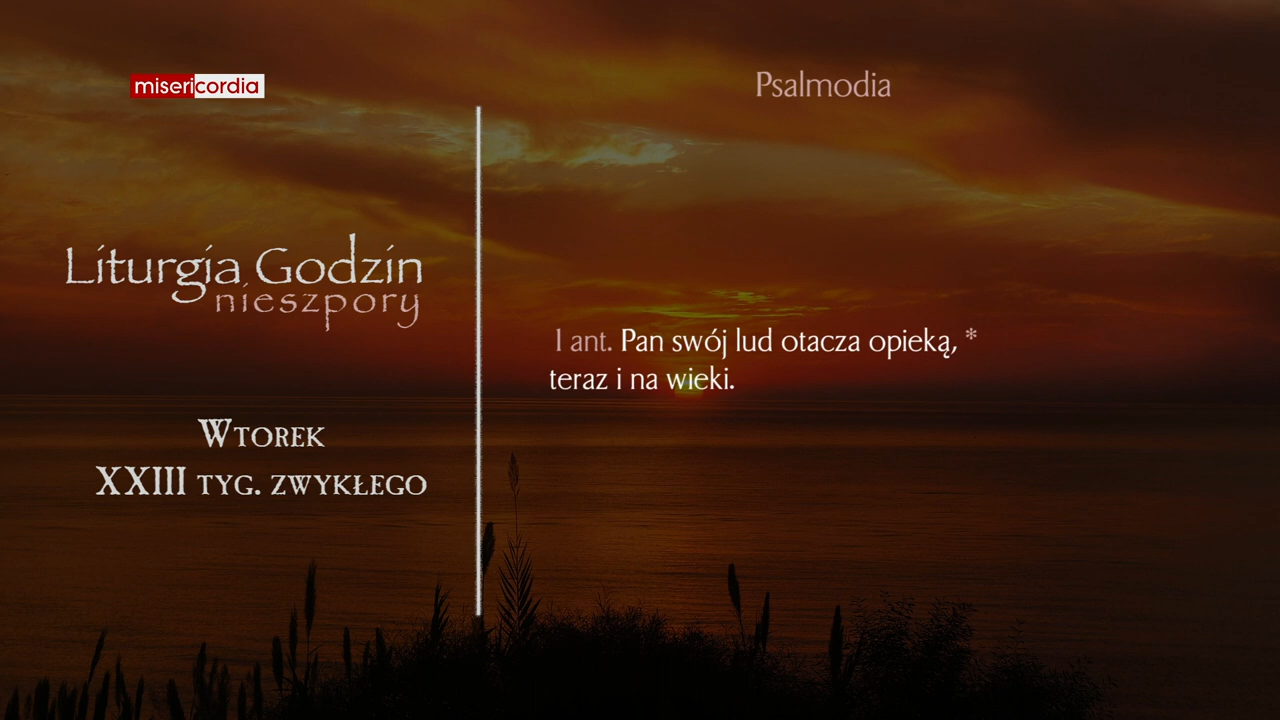 misericordia
Psalmodia
Liturgia Godzin
nieszpory
I ant. Pan swój lud otacza opieką, *
teraz i na wieki.
Wtorek
XXIII tyg. zwykłego